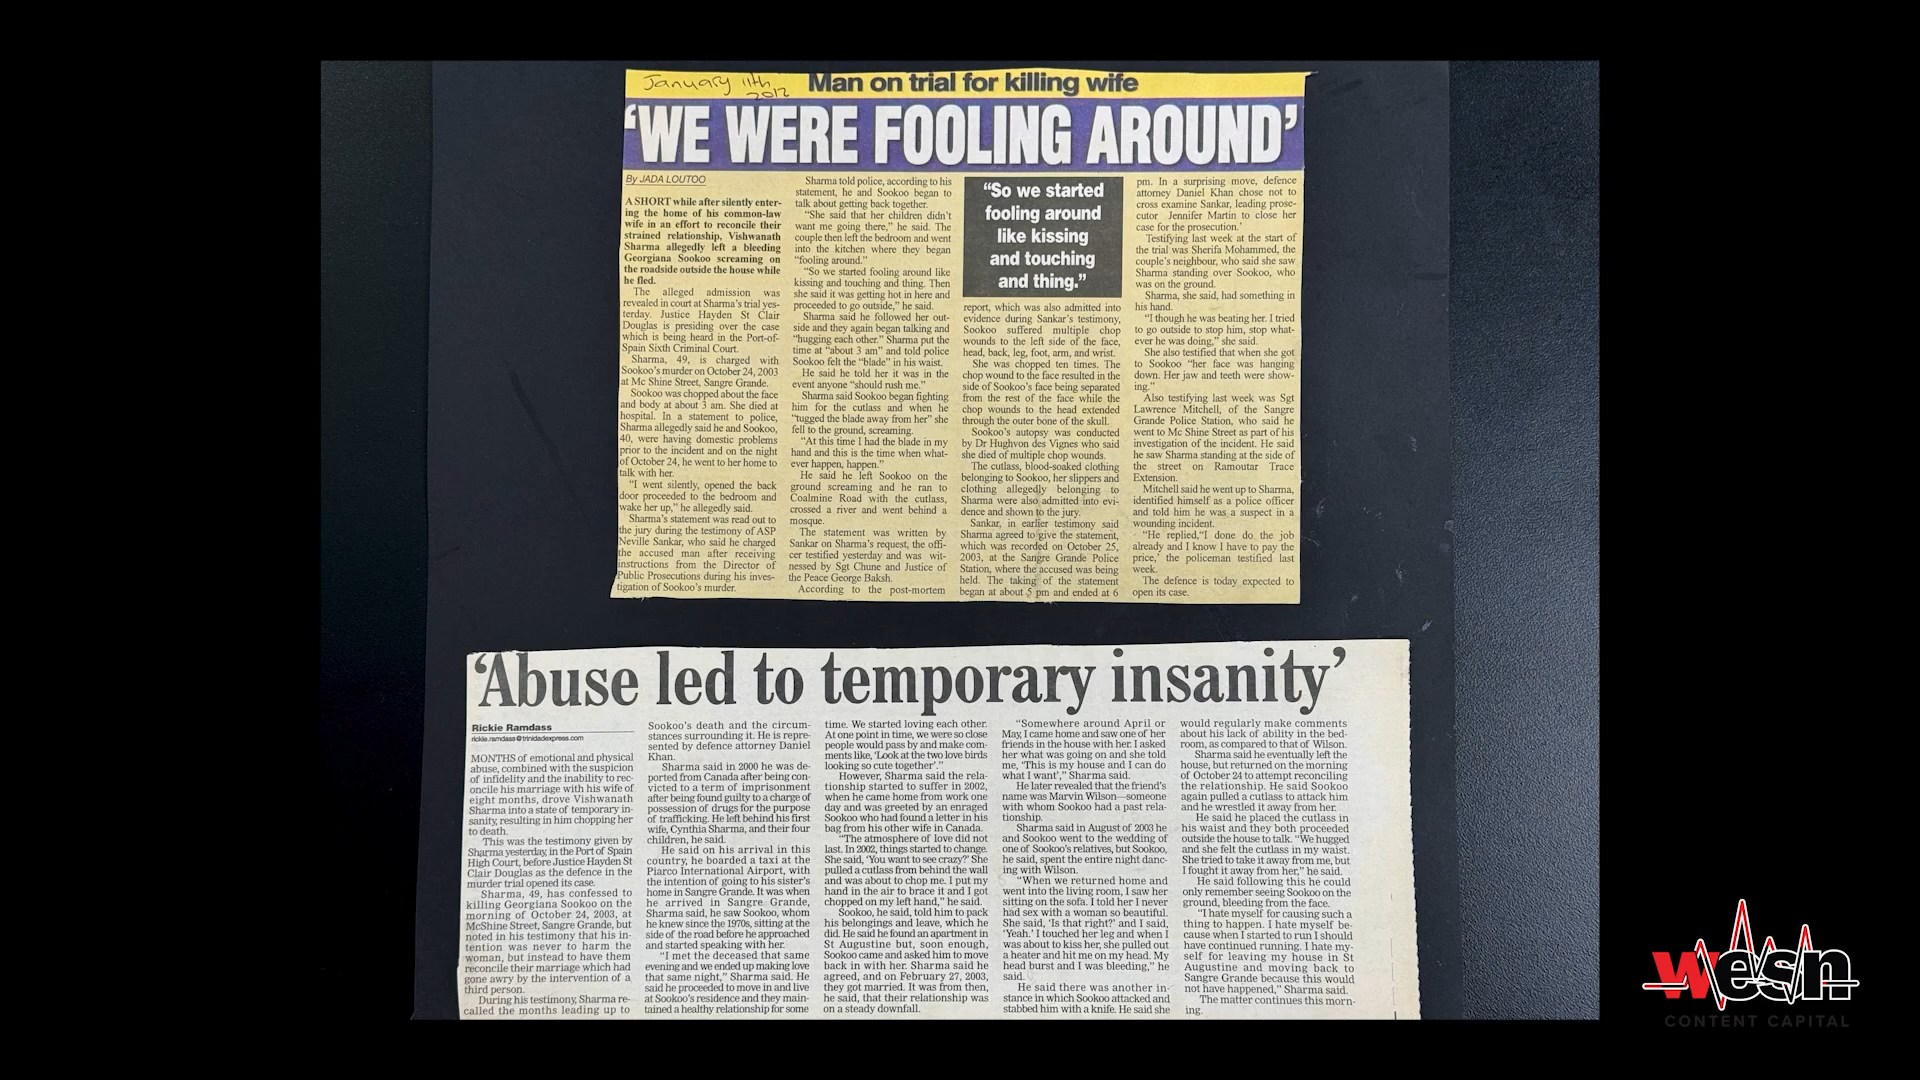 January 11th
2012
Man on trial for killing wife
‘WE WERE FOOLING AROUND’
By JADA LOUTOO
A SHORT while after silently enter-
ing the home of his common-law
wife in an effort to reconcile their
strained relationship, Vishwanath
Sharma allegedly left a bleeding
Georgiana Sookoo screaming on
the roadside outside the house while
he fled.
The alleged admission was
revealed in court at Sharma's trial yes-
terday. Justice Hayden St Clair
Douglas is presiding over the case
which is being heard in the Port-of-
Spain Sixth Criminal Court.
Sharma, 49, is charged with
Sookoo's murder on October 24, 2003
at Mc Shine Street, Sangre Grande.
Sookoo was chopped about the face
and body at about 3 am. She died at
hospital. In a statement to police,
Sharma allegedly said he and Sookoo,
40, were having domestic problems
prior to the incident and on the night
of October 24, he went to her home to
talk with her.
“I went silently, opened the back
door proceeded to the bedroom and
wake her up,” he allegedly said.
Sharma's statement was read out to
the jury during the testimony of ASP
Neville Sankar, who said he charged
the accused man after receiving
instructions from the Director of
Public Prosecutions during his inves-
tigation of Sookoo's murder.
Sharma told police, according to his
statement, he and Sookoo began to
talk about getting back together.
“She said that her children didn't
want me going there,” he said. The
couple then left the bedroom and went
into the kitchen where they began
“fooling around.”
“So we started fooling around like
kissing and touching and thing. Then
she said it was getting hot in here and
proceeded to go outside,” he said.
Sharma said he followed her out-
side and they again began talking and
“hugging each other.” Sharma put the
time at “about 3 am” and told police
Sookoo felt the “blade” in his waist.
He said he told her it was in the
event anyone “should rush me.”
Sharma said Sookoo began fighting
him for the cutlass and when he
“tugged the blade away from her” she
fell to the ground, screaming.
“At this time I had the blade in my
hand and this is the time when what-
ever happen, happen.”
He said he left Sookoo on the
ground screaming and he ran to
Coalmine Road with the cutlass,
crossed a river and went behind a
mosque.
The statement was written by
Sankar on Sharma's request, the offi-
cer testified yesterday and was wit-
nessed by Sgt Chune and Justice of
the Peace George Baksh.
According to the post-mortem
“So we started
fooling around
like kissing
and touching
and thing.”
report, which was also admitted into
evidence during Sankar's testimony,
Sookoo suffered multiple chop
wounds to the left side of the face,
head, back, leg, foot, arm, and wrist.
She was chopped ten times. The
chop wound to the face resulted in the
side of Sookoo's face being separated
from the rest of the face while the
chop wounds to the head extended
through the outer bone of the skull.
Sookoo's autopsy was conducted
by Dr Hughvon des Vignes who said
she died of multiple chop wounds.
The cutlass, blood-soaked clothing
belonging to Sookoo, her slippers and
clothing allegedly belonging to
Sharma were also admitted into evi-
dence and shown to the jury.
Sankar, in earlier testimony said
Sharma agreed to give the statement,
which was recorded on October 25,
2003, at the Sangre Grande Police
Station, where the accused was being
held. The taking of the statement
began at about 5 pm and ended at 6
pm. In a surprising move, defence
attorney Daniel Khan chose not to
cross examine Sankar, leading prose-
cutor Jennifer Martin to close her
case for the prosecution.'
Testifying last week at the start of
the trial was Sherifa Mohammed, the
couple's neighbour, who said she saw
Sharma standing over Sookoo, who
was on the ground.
Sharma, she said, had something in
his hand.
“I though he was beating her. I tried
to go outside to stop him, stop what-
ever he was doing,” she said.
She also testified that when she got
to Sookoo “her face was hanging
down. Her jaw and teeth were show-
ing.”
Also testifying last week was Sgt
Lawrence Mitchell, of the Sangre
Grande Police Station, who said he
went to Mc Shine Street as part of his
investigation of the incident. He said
he saw Sharma standing at the side of
the street on Ramoutar Trace
Extension.
Mitchell said he went up to Sharma,
identified himself as a police officer
and told him he was a suspect in a
wounding incident.
“He replied,“I done do the job
already and I know I have to pay the
price,' the policeman testified last
week.
The defence is today expected to
open its case.
‘Abuse led to temporary insanity’
Rickie Ramdass
rickie.ramdass@trinidadexpress.com
MONTHS of emotional and physical
abuse, combined with the suspicion
of infidelity and the inability to rec-
oncile his marriage with his wife of
eight months, drove Vishwanath
Sharma into a state of temporary in-
sanity, resulting in him chopping her
to death.
This was the testimony given by
Sharma yesterday, in the Port of Spain
High Court, before Justice Hayden St
Clair Douglas as the defence in the
murder trial opened its case.
Sharma, 49, has confessed to
killing Georgiana Sookoo on the
morning of October 24, 2003, at
McShine Street, Sangre Grande, but
noted in his testimony that his in-
tention was never to harm the
woman, but instead to have them
reconcile their marriage which had
gone awry by the intervention of a
third person.
During his testimony, Sharma re-
called the months leading up to
Sookoo's death and the circum-
stances surrounding it. He is repre-
sented by defence attorney Daniel
Khan.
Sharma said in 2000 he was de-
ported from Canada after being con-
victed to a term of imprisonment
after being found guilty to a charge of
possession of drugs for the purpose
of trafficking. He left behind his first
wife, Cynthia Sharma, and their four
children, he said.
He said on his arrival in this
country, he boarded a taxi at the
Piarco International Airport, with
the intention of going to his sister's
home in Sangre Grande. It was when
he arrived in Sangre Grande,
Sharma said, he saw Sookoo, whom
he knew since the 1970s, sitting at the
side of the road before he approached
and started speaking with her.
“I met the deceased that same
evening and we ended up making love
that same night,” Sharma said. He
said he proceeded to move in and live
at Sookoo's residence and they main-
tained a healthy relationship for some
time. We started loving each other.
At one point in time, we were so close
people would pass by and make com-
ments like, ‘Look at the two love birds
looking so cute together’.”
However, Sharma said the rela-
tionship started to suffer in 2002,
when he came home from work one
day and was greeted by an enraged
Sookoo who had found a letter in his
bag from his other wife in Canada.
“The atmosphere of love did not
last. In 2002, things started to change.
She said, ‘You want to see crazy?’ She
pulled a cutlass from behind the wall
and was about to chop me. I put my
hand in the air to brace it and I got
chopped on my left hand,” he said.
Sookoo, he said, told him to pack
his belongings and leave, which he
did. He said he found an apartment in
St Augustine but, soon enough,
Sookoo came and asked him to move
back in with her. Sharma said he
agreed, and on February 27, 2003,
they got married. It was from then,
he said, that their relationship was
on a steady downfall.
“Somewhere around April or
May, I came home and saw one of her
friends in the house with her. I asked
her what was going on and she told
me, ‘This is my house and I can do
what I want’,” Sharma said.
He later revealed that the friend's
name was Marvin Wilson—someone
with whom Sookoo had a past rela-
tionship.
Sharma said in August of 2003 he
and Sookoo went to the wedding of
one of Sookoo's relatives, but Sookoo,
he said, spent the entire night danc-
ing with Wilson.
“When we returned home and
went into the living room, I saw her
sitting on the sofa. I told her I never
had sex with a woman so beautiful.
She said, ‘Is that right?’ and I said,
‘Yeah.’ I touched her leg and when I
was about to kiss her, she pulled out
a heater and hit me on my head. My
head burst and I was bleeding,” he
said.
He said there was another in-
stance in which Sookoo attacked and
stabbed him with a knife. He said she
would regularly make comments
about his lack of ability in the bed-
room, as compared to that of Wilson.
Sharma said he eventually left the
house, but returned on the morning
of October 24 to attempt reconciling
the relationship. He said Sookoo
again pulled a cutlass to attack him
and he wrestled it away from her.
He said he placed the cutlass in
his waist and they both proceeded
outside the house to talk. “We hugged
and she felt the cutlass in my waist.
She tried to take it away from me, but
I fought it away from her,” he said.
He said following this he could
only remember seeing Sookoo on the
ground, bleeding from the face.
“I hate myself for causing such a
thing to happen. I hate myself be-
cause when I started to run I should
have continued running. I hate my-
self for leaving my house in St
Augustine and moving back to
Sangre Grande because this would
not have happened,” Sharma said.
The matter continues this morn-
ing.
wesn
CONTENT CAPITAL